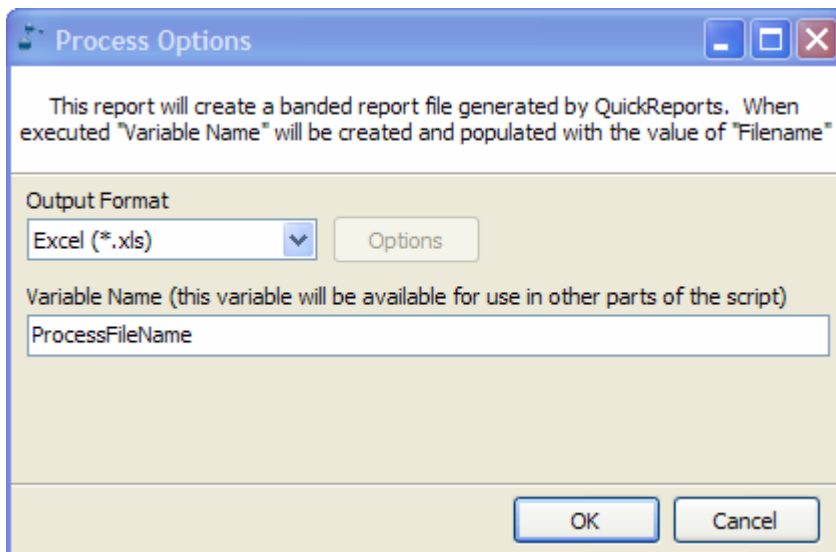 Process Options
This report will create a banded report file generated by QuickReports.  When
executed "Variable Name" will be created and populated with the value of "Filename"
Output Format
Excel (*.xls)
Options
Variable Name (this variable will be available for use in other parts of the script)
ProcessFileName
OK
Cancel